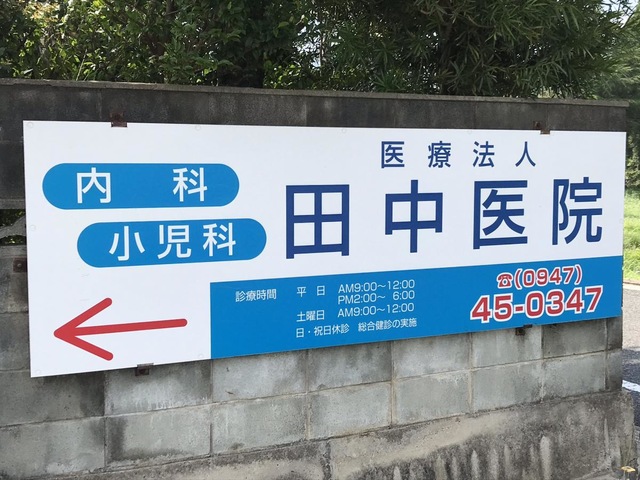 医療法人
内科
小児科
田中医院
診療時間 平日 AM9:00～12:00
PM2:00～ 6:00
土曜日 AM9:00～12:00
日・祝日休診 総合健診の実施
☎(0947)
45-0347